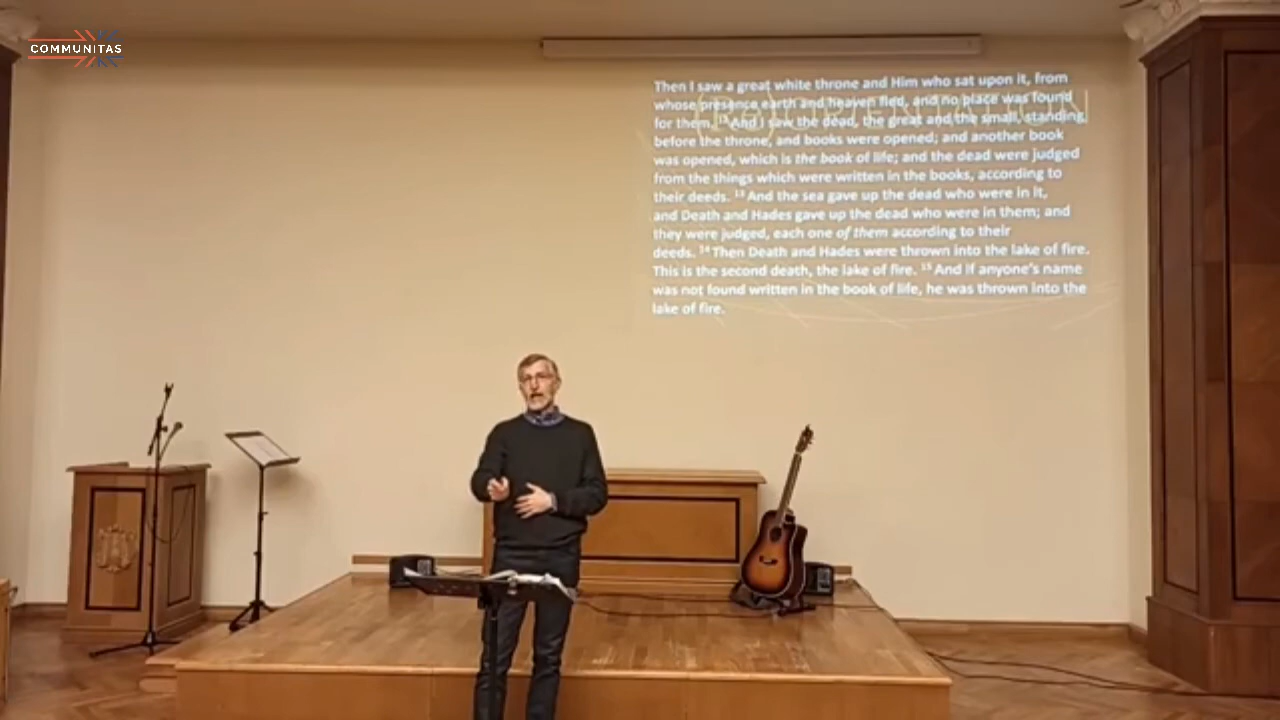 COMMUNITAS
Then I saw a great white throne and Him who sat upon it, from
whose presence earth and heaven fled, and no place was found
for them. And I saw the dead, the great and the small, standing
before the throne, and books were opened; and another book
was opened, which is the book of life; and the dead were judged
from the things which were written in the books, according to
their deeds. 13 And the sea gave up the dead who were in it,
and Death and Hades gave up the dead who were in them; and
they were judged, each one of them according to their
deeds. 14 Then Death and Hades were thrown into the lake of fire.
This is the second death, the lake of fire. 15 And if anyone's name
was not found written in the book of life, he was thrown into the
lake of fire.